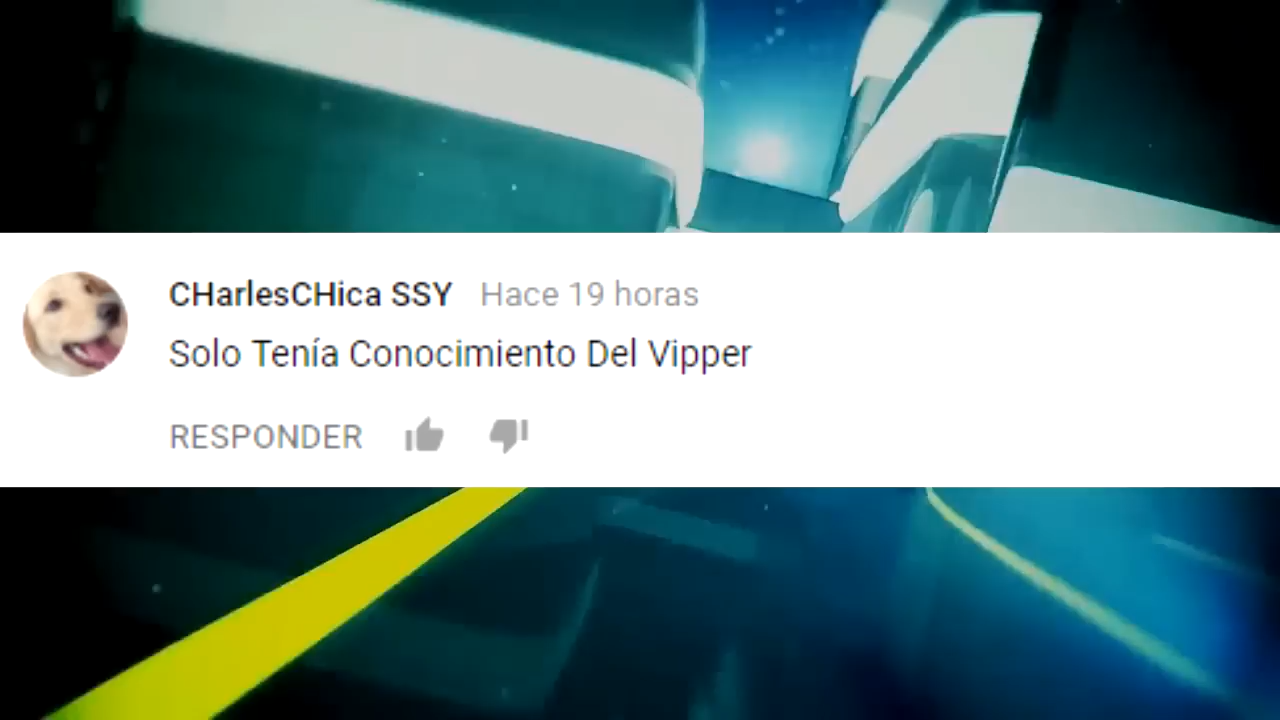 CHarlesCHica SSY Hace 19 horas
Solo Tenía Conocimiento Del Vipper
RESPONDER